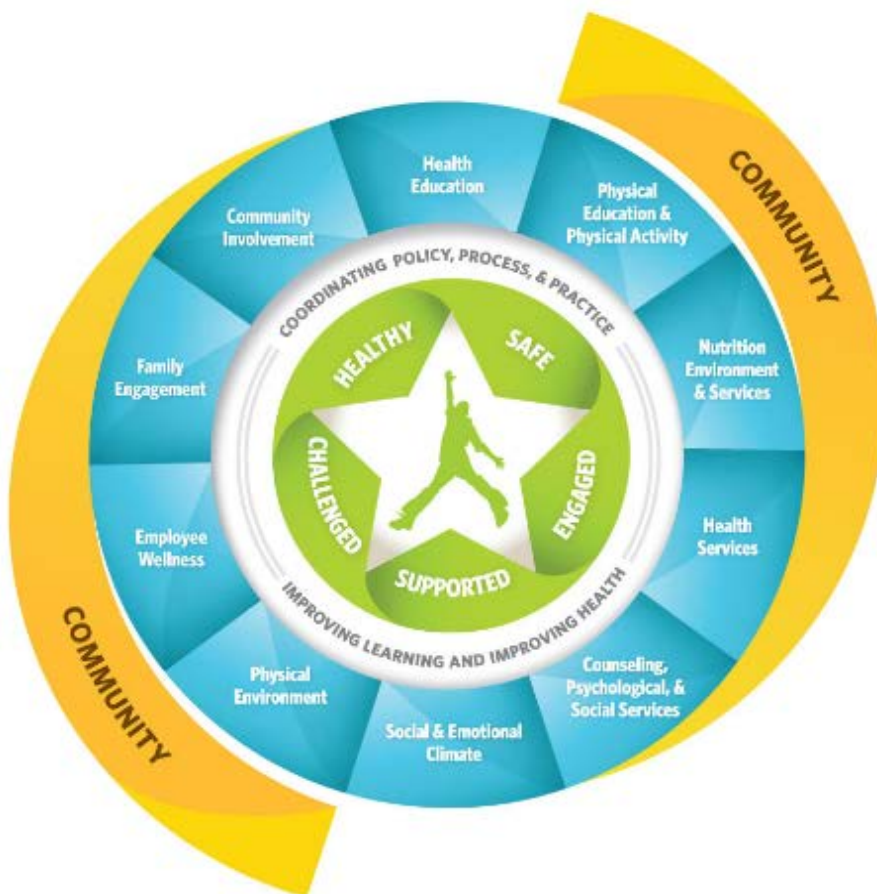 COMMUNITY
Health
Education
Physical
Education &
Physical Activity
Nutrition
Environment
& Services
Health
Services
Counseling,
Psychological, &
Social Services
Social & Emotional
Climate
Physical
Environment
Employee
Wellness
Family
Engagement
Community
Involvement
COORDINATING POLICY, PROCESS, & PRACTICE
IMPROVING LEARNING AND IMPROVING HEALTH
HEALTHY
SAFE
ENGAGED
SUPPORTED
CHALLENGED
COMMUNITY